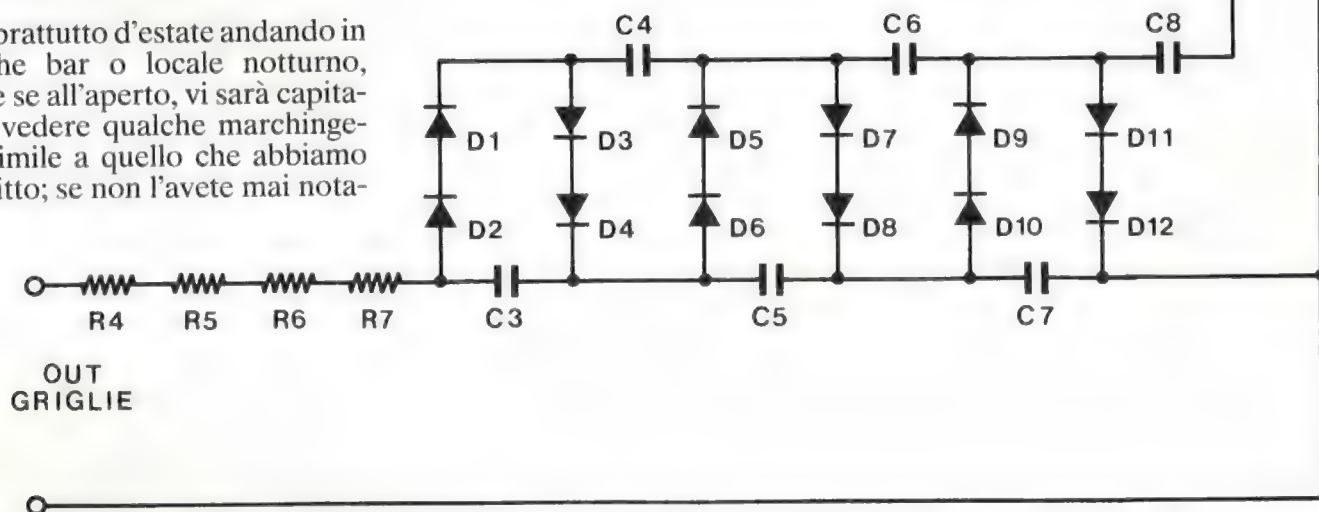 prattutto d'estate andando in
he bar o locale notturno,
e se all'aperto, vi sarà capita-
vedere qualche marchinge-
imile a quello che abbiamo
itto; se non l'avete mai nota-
C4 C6 C8
D1 D3 D5 D7 D9 D11
D2 D4 D6 D8 D10 D12
R4 R5 R6 R7 C3 C5 C7
OUT
GRIGLIE